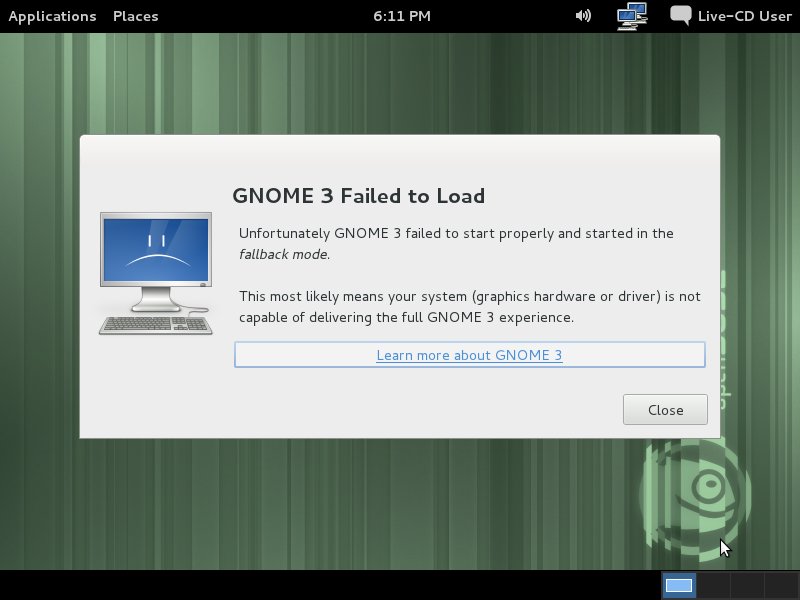 Applications Places 6:11 PM Live-CD User
GNOME 3 Failed to Load
Unfortunately GNOME 3 failed to start properly and started in the
fallback mode.
This most likely means your system (graphics hardware or driver) is not
capable of delivering the full GNOME 3 experience.
Learn more about GNOME 3
Close